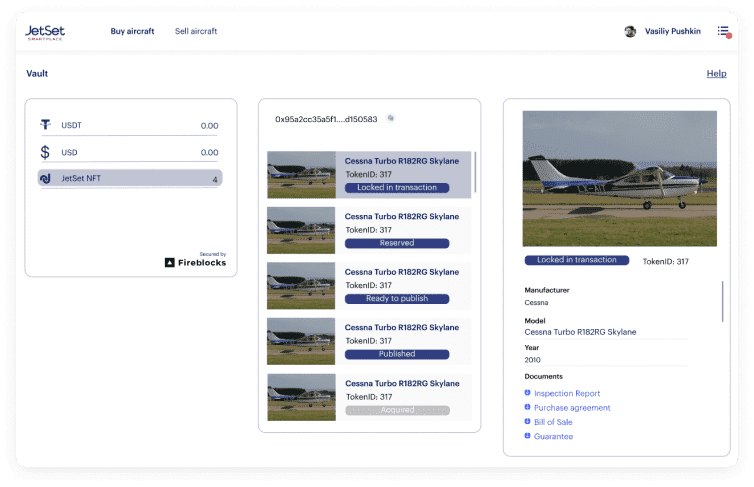 JetSet
SMARTPLACE
Buy aircraft
Sell aircraft
Vasiliy Pushkin
Vault
Help
USDT 0.00
USD 0.00
JetSet NFT 4
Secured by
Fireblocks
0x95a2cc35a5f1....d150583
Cessna Turbo R182RG Skylane
TokenID: 317
Locked in transaction
Cessna Turbo R182RG Skylane
TokenID: 317
Reserved
Cessna Turbo R182RG Skylane
TokenID: 317
Ready to publish
Cessna Turbo R182RG Skylane
TokenID: 317
Published
Cessna Turbo R182RG Skylane
TokenID: 317
Acquired
Locked in transaction
TokenID: 317
Manufacturer
Cessna
Model
Cessna Turbo R182RG Skylane
Year
2010
Documents
Inspection Report
Purchase agreement
Bill of Sale
Guarantee